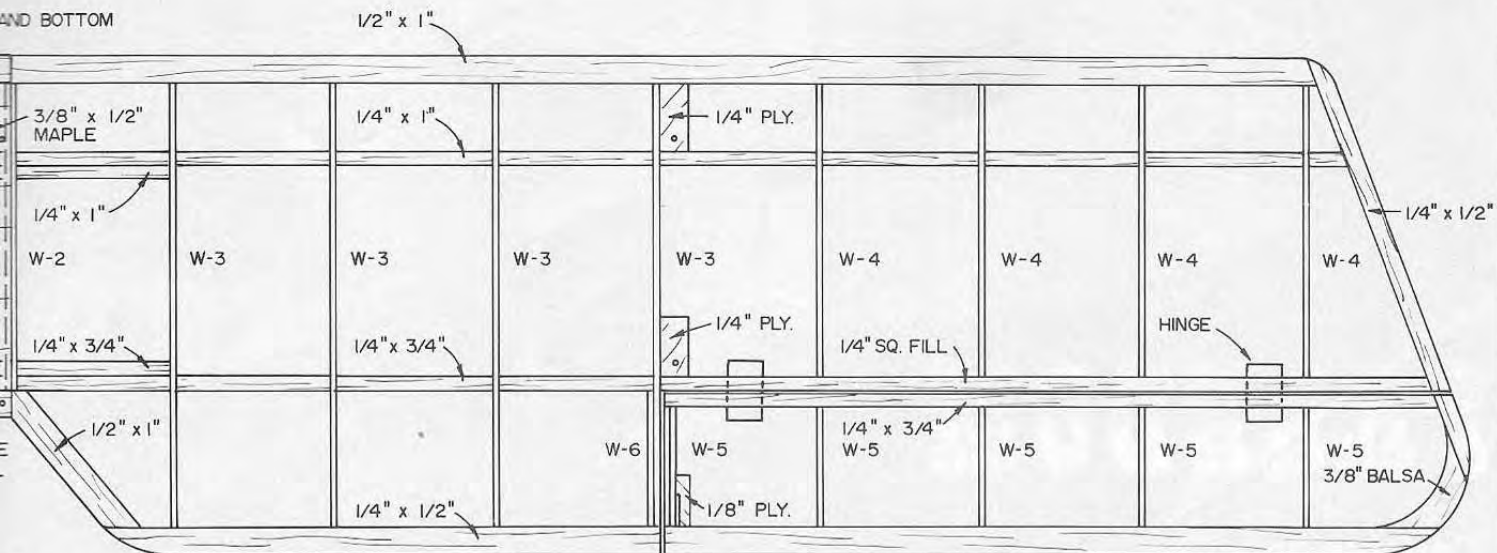 AND BOTTOM
1/2" x 1"
3/8" x 1/2"
MAPLE
1/4" x 1"
1/4" PLY.
1/4" x 1"
1/4" x 1/2"
W-2
W-3
W-3
W-3
W-3
W-4
W-4
W-4
W-4
1/4" PLY.
HINGE
1/4" x 3/4"
1/4" x 3/4"
1/4" SQ. FILL
1/2" x 1"
1/4" x 3/4"
W-6
W-5
W-5
W-5
W-5
W-5
3/8" BALSA
1/4" x 1/2"
1/8" PLY.